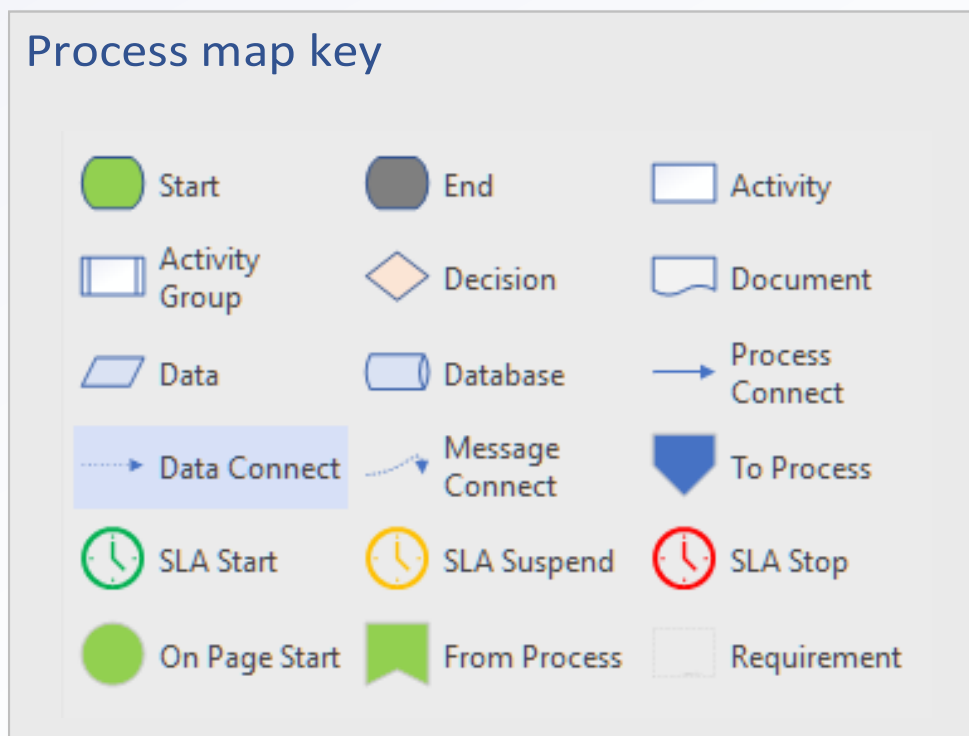 Process map key
Start
End
Activity
Activity
Group
Decision
Document
Data
Database
Process
Connect
Data Connect
Message
Connect
To Process
SLA Start
SLA Suspend
SLA Stop
On Page Start
From Process
Requirement